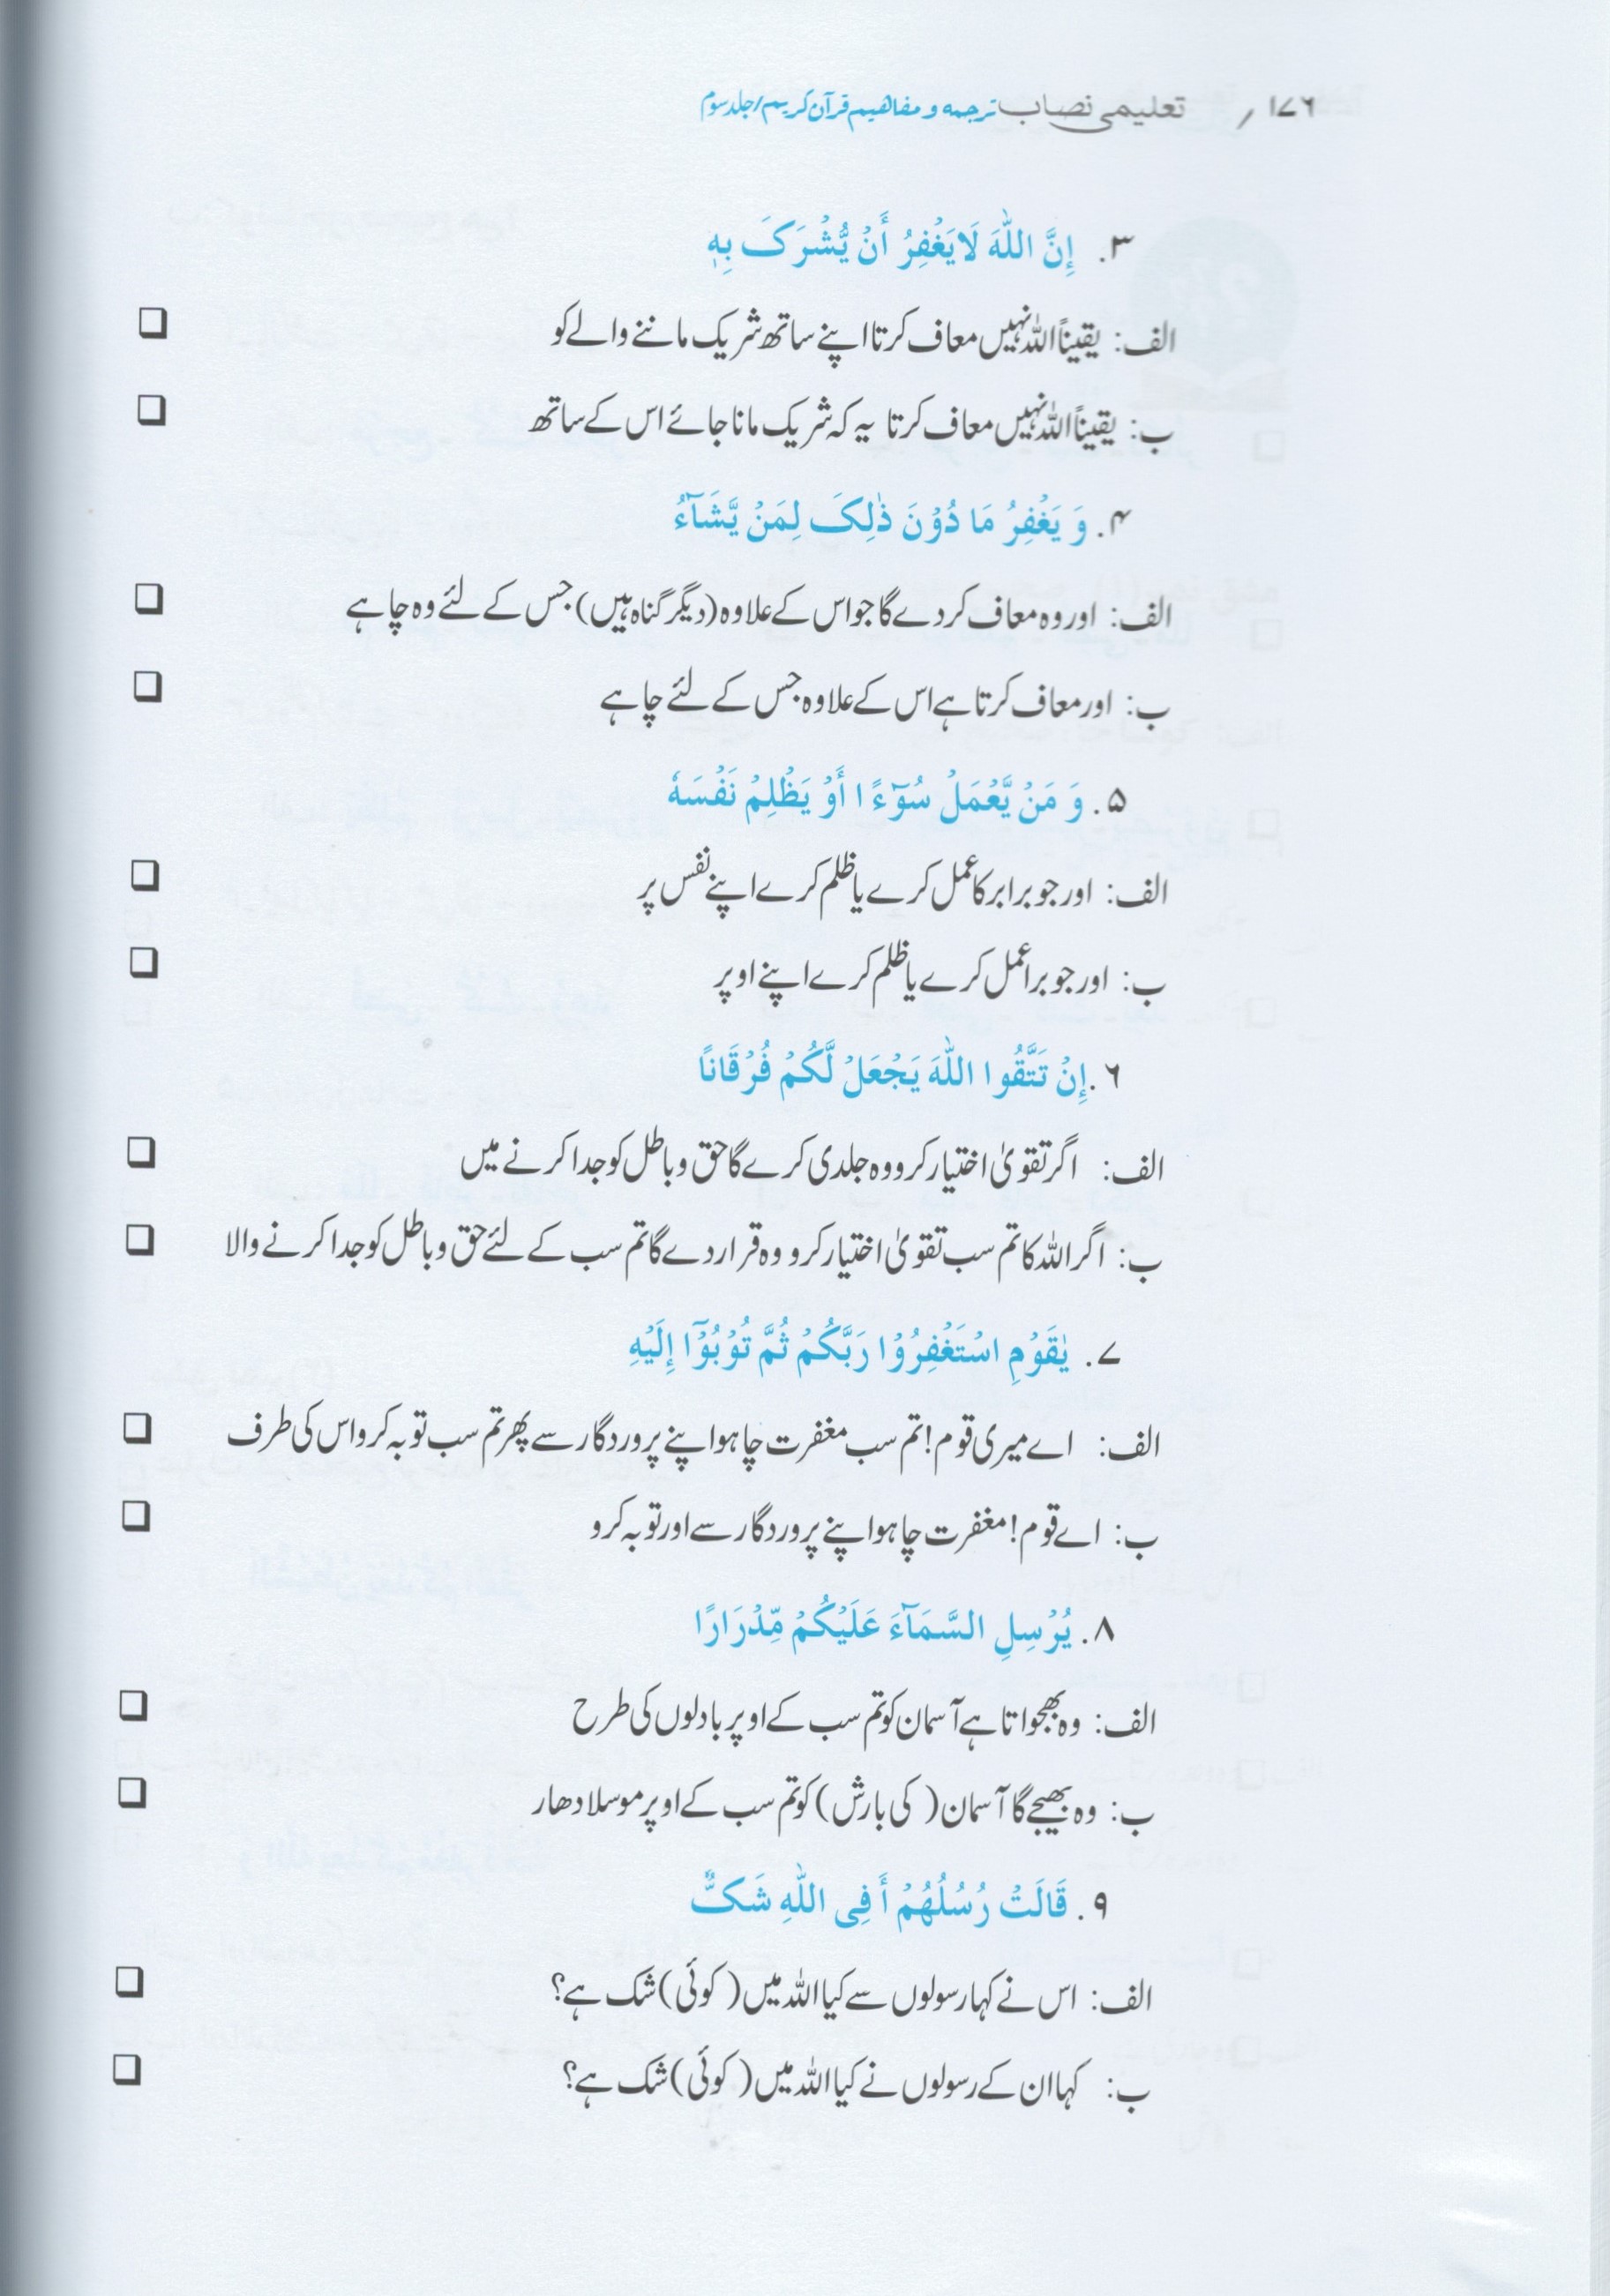 ۱۷۶ / تعلیمی نصاب ترجمہ و مفاهیم قرآن کریم/جلد سوم
۳. إِنَّ اللّٰهَ لَا يَغْفِرُ أَنْ يُّشْرَكَ بِهٖ
الف: یقیناً اللہ نہیں معاف کرتا اپنے ساتھ شریک ماننے والے کو □
ب: یقیناً اللہ نہیں معاف کرتا یہ کہ شریک مانا جائے اس کے ساتھ □
۴. وَ يَغْفِرُ مَا دُوْنَ ذٰلِكَ لِمَنْ يَّشَآءُ
الف: اور وہ معاف کر دے گا جو اس کے علاوہ (دیگر گناہ ہیں) جس کے لئے وہ چاہے □
ب: اور معاف کرتا ہے اس کے علاوہ جس کے لئے چاہے □
۵. وَ مَنْ يَّعْمَلْ سُوْٓءًا أَوْ يَظْلِمْ نَفْسَهٗ
الف: اور جو برابر کا عمل کرے یا ظلم کرے اپنے نفس پر □
ب: اور جو برا عمل کرے یا ظلم کرے اپنے اوپر □
۶. إِنْ تَتَّقُوا اللّٰهَ يَجْعَلْ لَّكُمْ فُرْقَانًا
الف: اگر تقویٰ اختیار کرو وہ جلدی کرے گا حق و باطل کو جدا کرنے میں □
ب: اگر اللہ کا تم سب تقویٰ اختیار کرو وہ قرار دے گا تم سب کے لئے حق و باطل کو جدا کرنے والا □
۷. يٰقَوْمِ اسْتَغْفِرُوْا رَبَّكُمْ ثُمَّ تُوْبُوْٓا إِلَيْهِ
الف: اے میری قوم! تم سب مغفرت چاہو اپنے پروردگار سے پھر تم سب توبہ کرو اس کی طرف □
ب: اے قوم! مغفرت چاہو اپنے پروردگار سے اور توبہ کرو □
۸. يُرْسِلِ السَّمَآءَ عَلَيْكُمْ مِّدْرَارًا
الف: وہ بھجواتا ہے آسمان کو تم سب کے اوپر بادلوں کی طرح □
ب: وہ بھیجے گا آسمان (کی بارش) کو تم سب کے اوپر موسلا دھار □
۹. قَالَتْ رُسُلُهُمْ أَفِى اللّٰهِ شَكٌّ
الف: اس نے کہا رسولوں سے کیا اللہ میں (کوئی) شک ہے؟ □
ب: کہا ان کے رسولوں نے کیا اللہ میں (کوئی) شک ہے؟ □